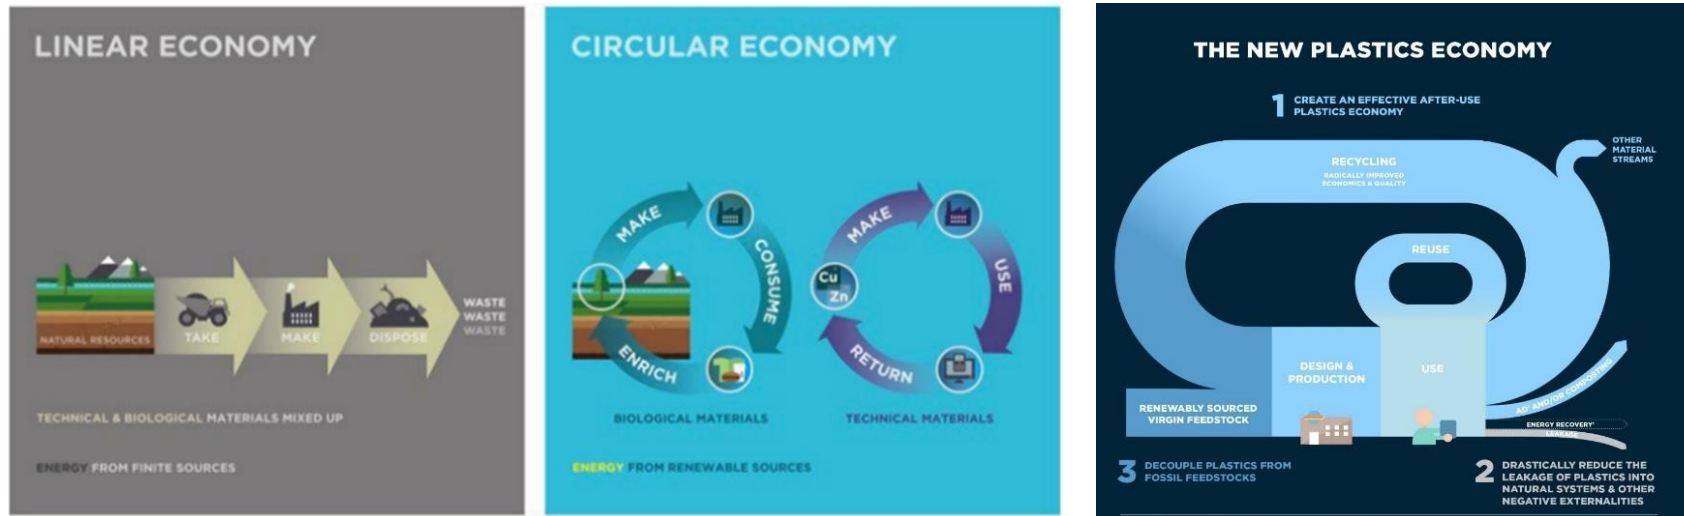 LINEAR ECONOMY
NATURAL RESOURCES
TAKE
MAKE
DISPOSE
WASTE
WASTE
WASTE
TECHNICAL & BIOLOGICAL MATERIALS MIXED UP
ENERGY FROM FINITE SOURCES
CIRCULAR ECONOMY
MAKE
CONSUME
ENRICH
BIOLOGICAL MATERIALS
MAKE
USE
RETURN
Cu
Zn
TECHNICAL MATERIALS
ENERGY FROM RENEWABLE SOURCES
THE NEW PLASTICS ECONOMY
1 CREATE AN EFFECTIVE AFTER-USE
PLASTICS ECONOMY
OTHER
MATERIAL
STREAMS
RECYCLING
RADICALLY IMPROVED
ECONOMICS & QUALITY
REUSE
DESIGN &
PRODUCTION
USE
RENEWABLY SOURCED
VIRGIN FEEDSTOCK
AD¹ AND/OR COMPOSTING
ENERGY RECOVERY¹
LEAKAGE
3 DECOUPLE PLASTICS FROM
FOSSIL FEEDSTOCKS
2 DRASTICALLY REDUCE THE
LEAKAGE OF PLASTICS INTO
NATURAL SYSTEMS & OTHER
NEGATIVE EXTERNALITIES